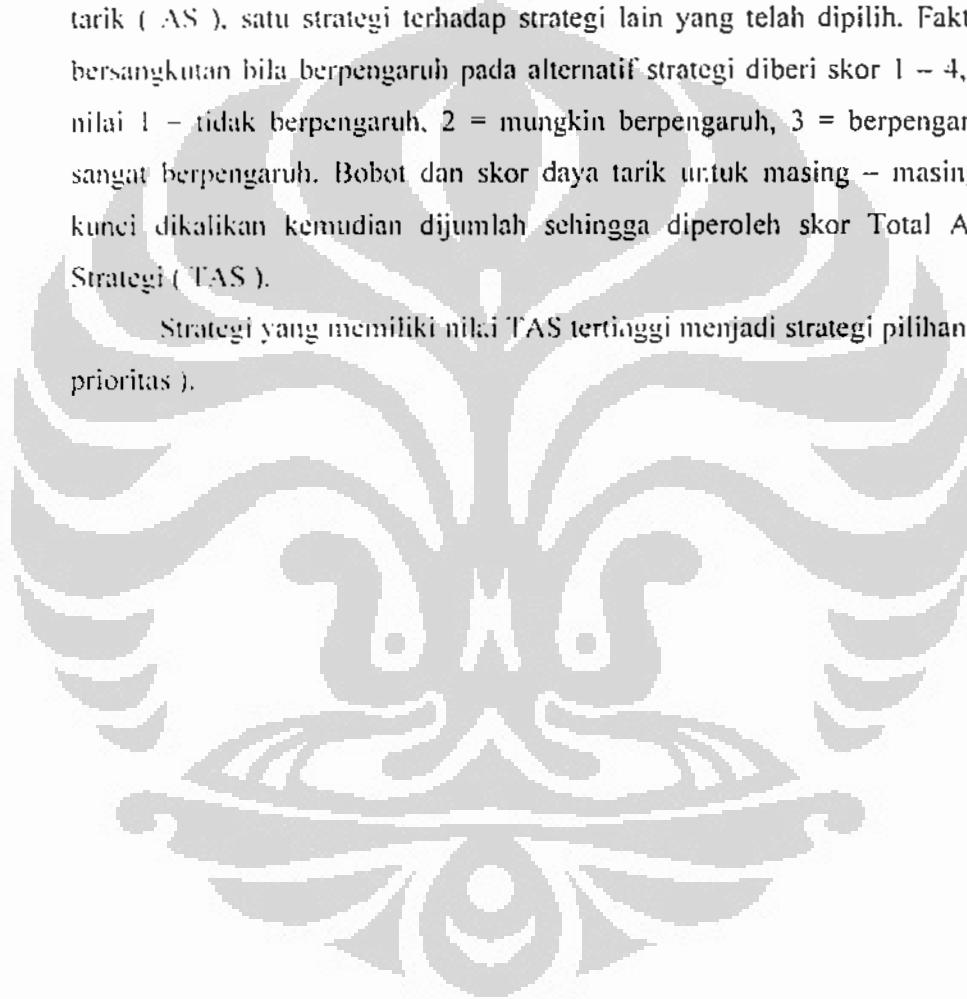 tarik ( AS ). satu strategi terhadap strategi lain yang telah dipilih. Fakt
bersangkutan bila berpengaruh pada alternatif strategi diberi skor 1 – 4,
nilai 1 – tidak berpengaruh, 2 = mungkin berpengaruh, 3 = berpengar
sangat berpengaruh. Bobot dan skor daya tarik untuk masing – masin
kunci dikalikan kemudian dijumlah sehingga diperoleh skor Total A
Strategi ( TAS ).
Strategi yang memiliki nilai TAS tertinggi menjadi strategi pilihan
prioritas ).